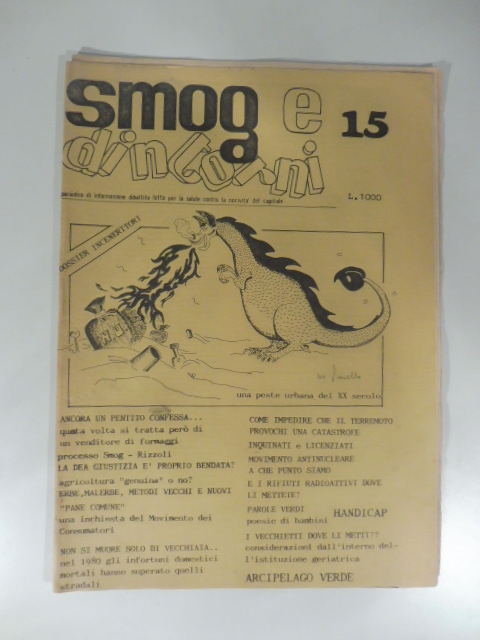 smog e
15
dintorni
periodico di informazione dibattito lotta per la salute contro la nocivita' del capitale
L. 1000
DOSSIER INCENERITORI
una peste urbana del XX secolo
ANCORA UN PENTITO CONFESSA...
questa volta si tratta però di
un venditore di formaggi
processo Smog - Rizzoli
LA DEA GIUSTIZIA E' PROPRIO BENDATA?
agricoltura "genuina" o no?
ERBE,MALERBE, METODI VECCHI E NUOVI
"PANE COMUNE"
una inchiesta del Movimento dei
Consumatori
NON SI MUORE SOLO DI VECCHIAIA..
nel 1980 gli infortuni domestici
mortali hanno superato quelli
stradali
COME IMPEDIRE CHE IL TERREMOTO
PROVOCHI UNA CATASTROFE
INQUINATI e LICENZIATI
MOVIMENTO ANTINUCLEARE
A CHE PUNTO SIAMO
E I RIFIUTI RADIOATTIVI DOVE
LI METTETE?
PAROLE VERDI
poesie di bambini
HANDICAP
I VECCHIETTI DOVE LI METTI??
considerazioni dall'interno del-
l'istituzione geriatrica
ARCIPELAGO VERDE